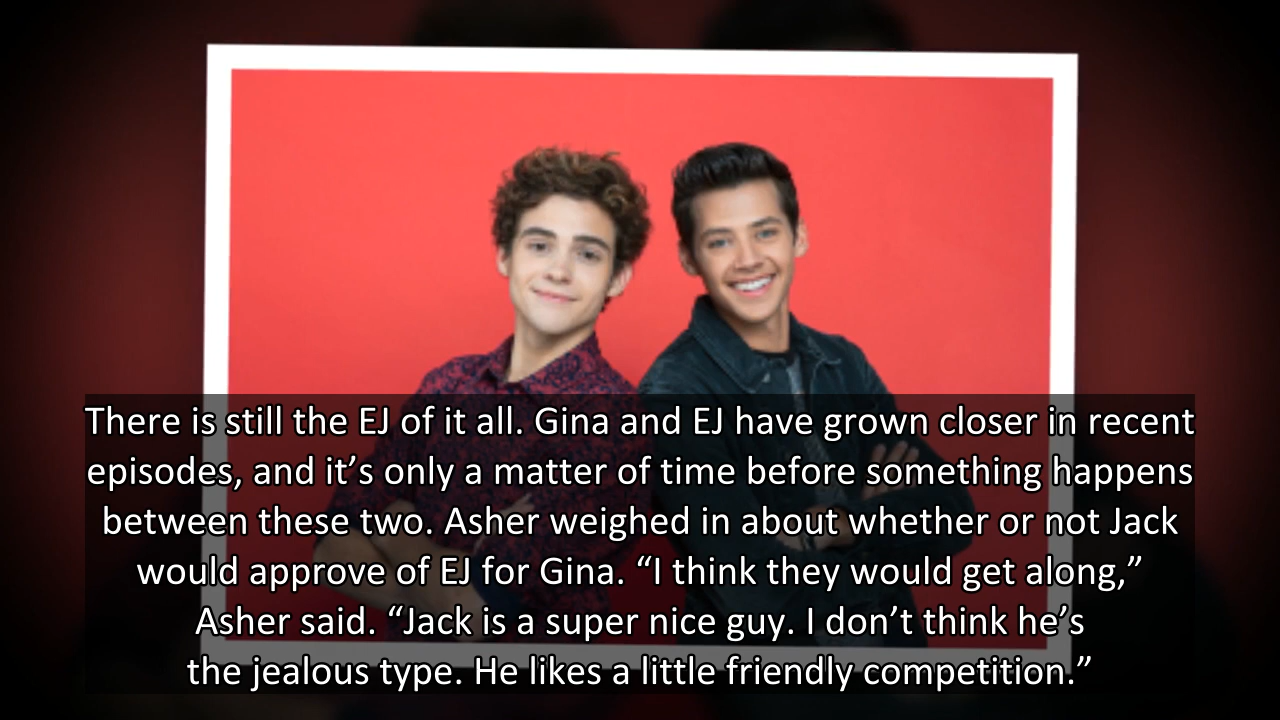 There is still the EJ of it all. Gina and EJ have grown closer in recent
episodes, and it’s only a matter of time before something happens
between these two. Asher weighed in about whether or not Jack
would approve of EJ for Gina. “I think they would get along,”
Asher said. “Jack is a super nice guy. I don’t think he’s
the jealous type. He likes a little friendly competition.”